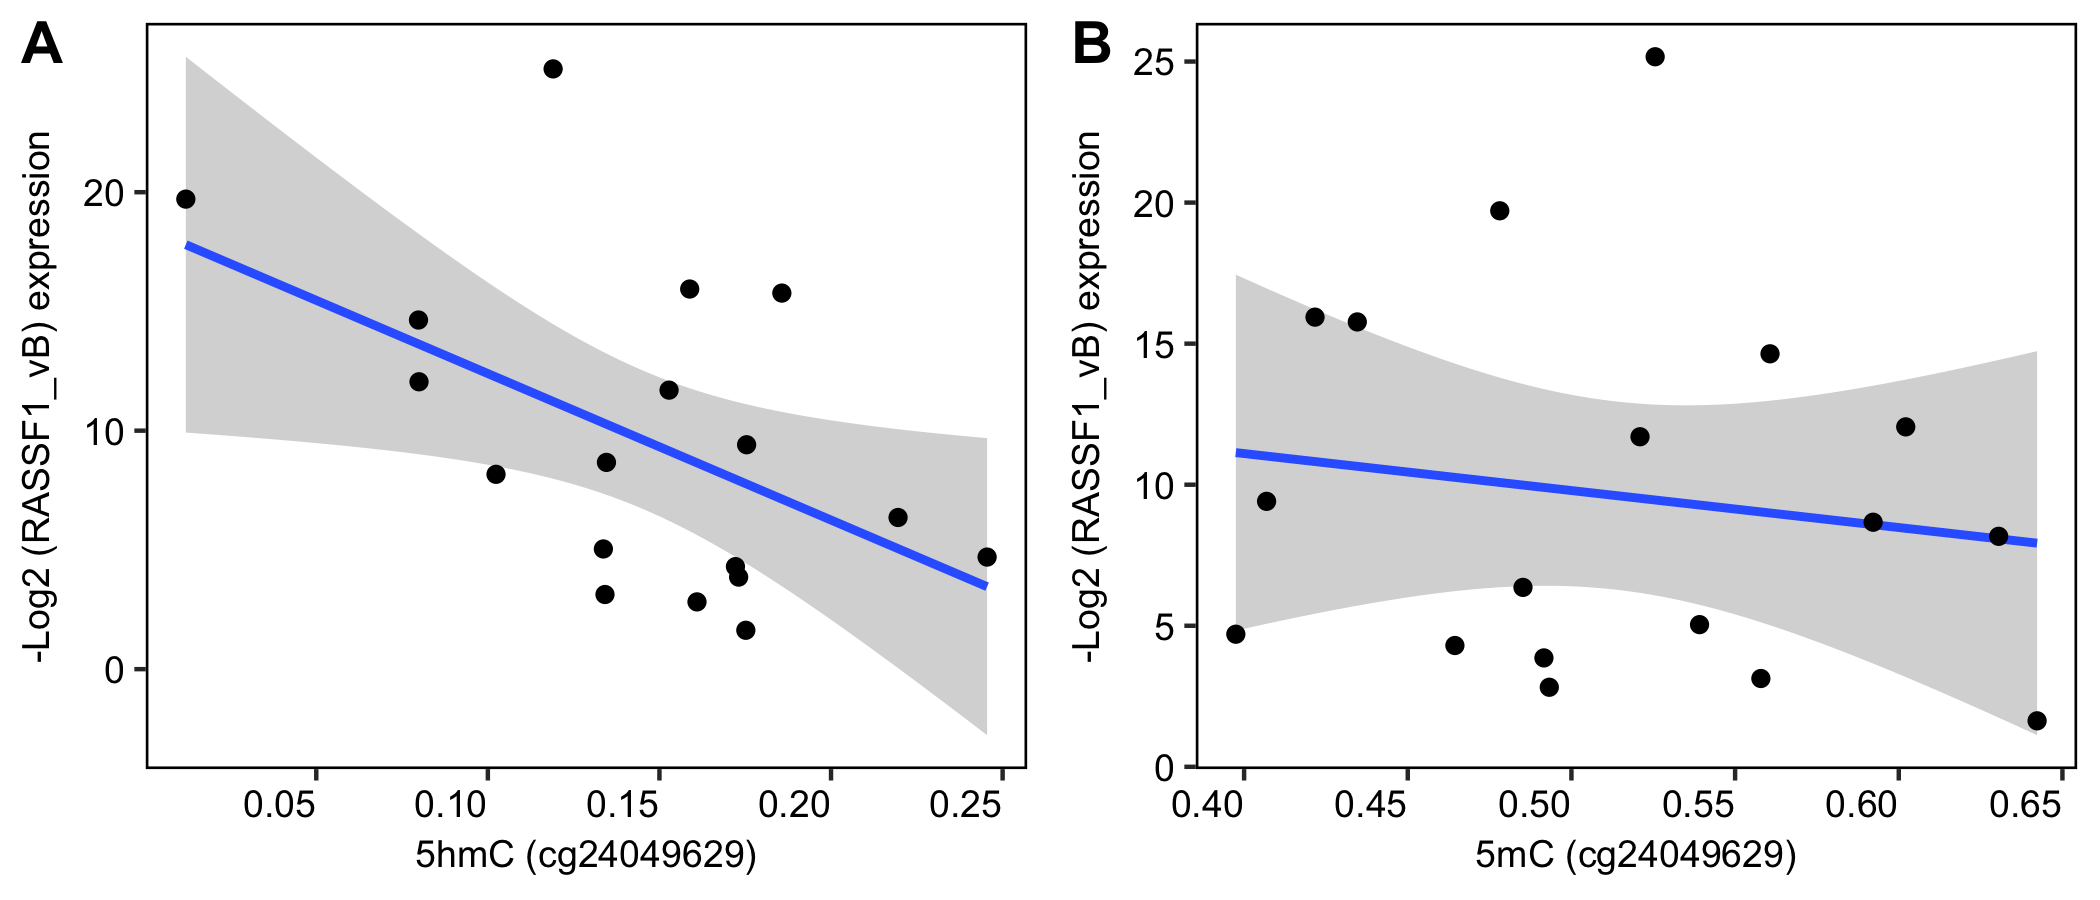 A
-Log2 (RASSF1_vB) expression
20
10
0
0.05 0.10 0.15 0.20 0.25
5hmC (cg24049629)
B
-Log2 (RASSF1_vB) expression
25
20
15
10
5
0
0.40 0.45 0.50 0.55 0.60 0.65
5mC (cg24049629)